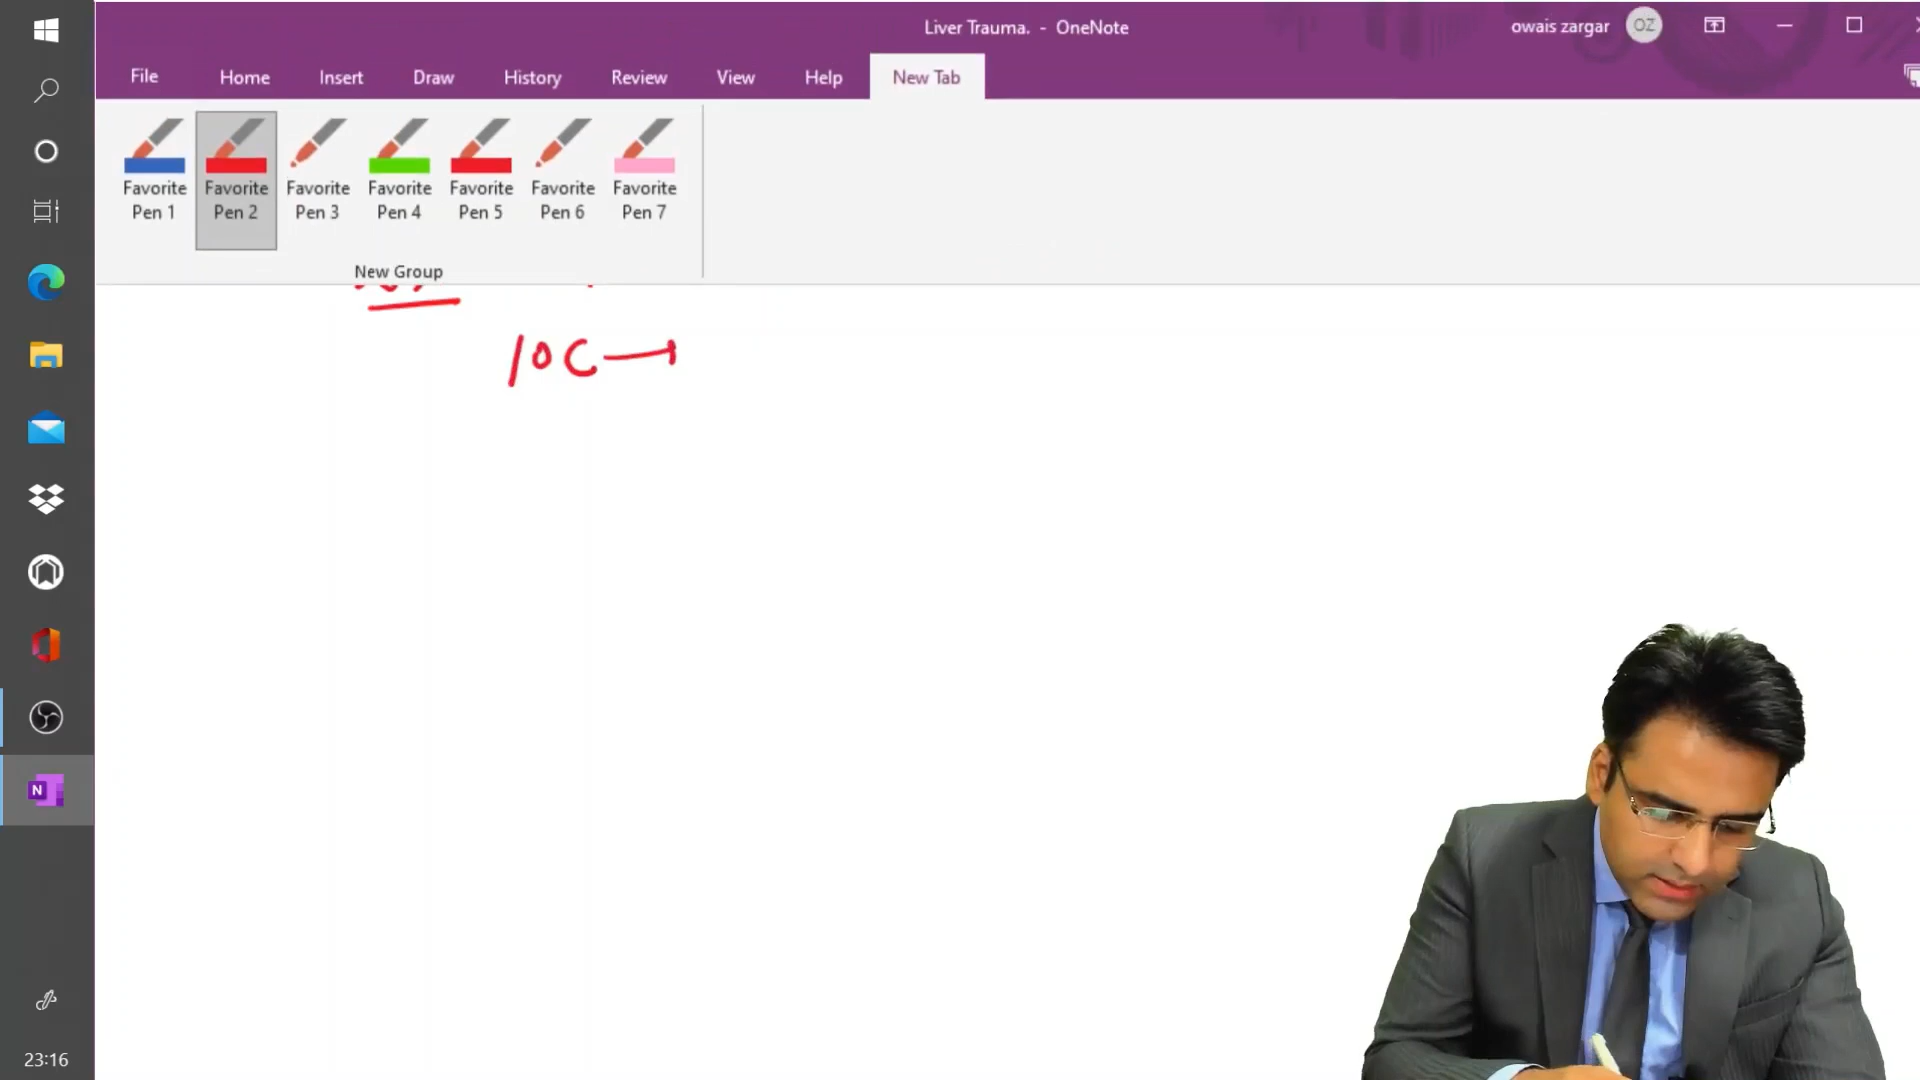 Liver Trauma. - OneNote
owais zargar
OZ
File Home Insert Draw History Review View Help New Tab
Favorite Pen 1
Favorite Pen 2
Favorite Pen 3
Favorite Pen 4
Favorite Pen 5
Favorite Pen 6
Favorite Pen 7
New Group
IOC →
N
23:16